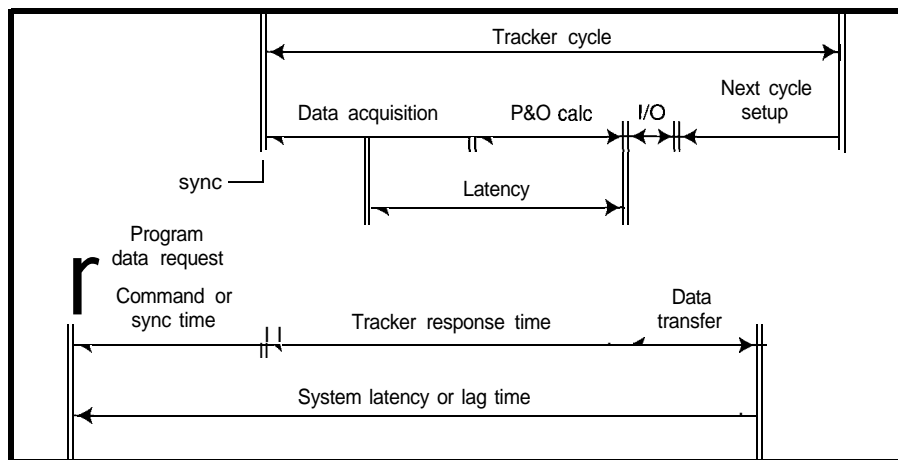 Tracker cycle
Data acquisition
P&O calc
I/O
Next cycle
setup
sync
Latency
Program
data request
Command or
sync time
Tracker response time
Data
transfer
System latency or lag time